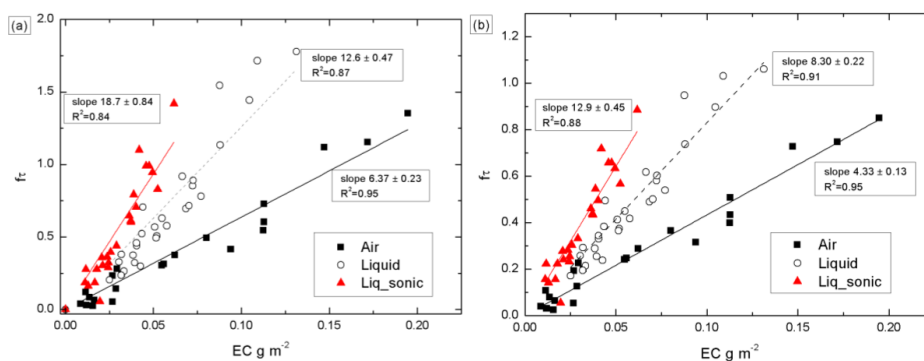 (a)
2.0
1.5
1.0
0.5
0.0
fτ
slope 12.6 ± 0.47
R²=0.87
slope 18.7 ± 0.84
R²=0.84
slope 6.37 ± 0.23
R²=0.95
Air
Liquid
Liq_sonic
0.00 0.05 0.10 0.15 0.20
EC g m⁻²
(b)
1.4
1.2
1.0
0.8
0.6
0.4
0.2
0.0
fτ
slope 8.30 ± 0.22
R²=0.91
slope 12.9 ± 0.45
R²=0.88
slope 4.33 ± 0.13
R²=0.95
Air
Liquid
Liq_sonic
0.00 0.05 0.10 0.15 0.20
EC g m⁻²